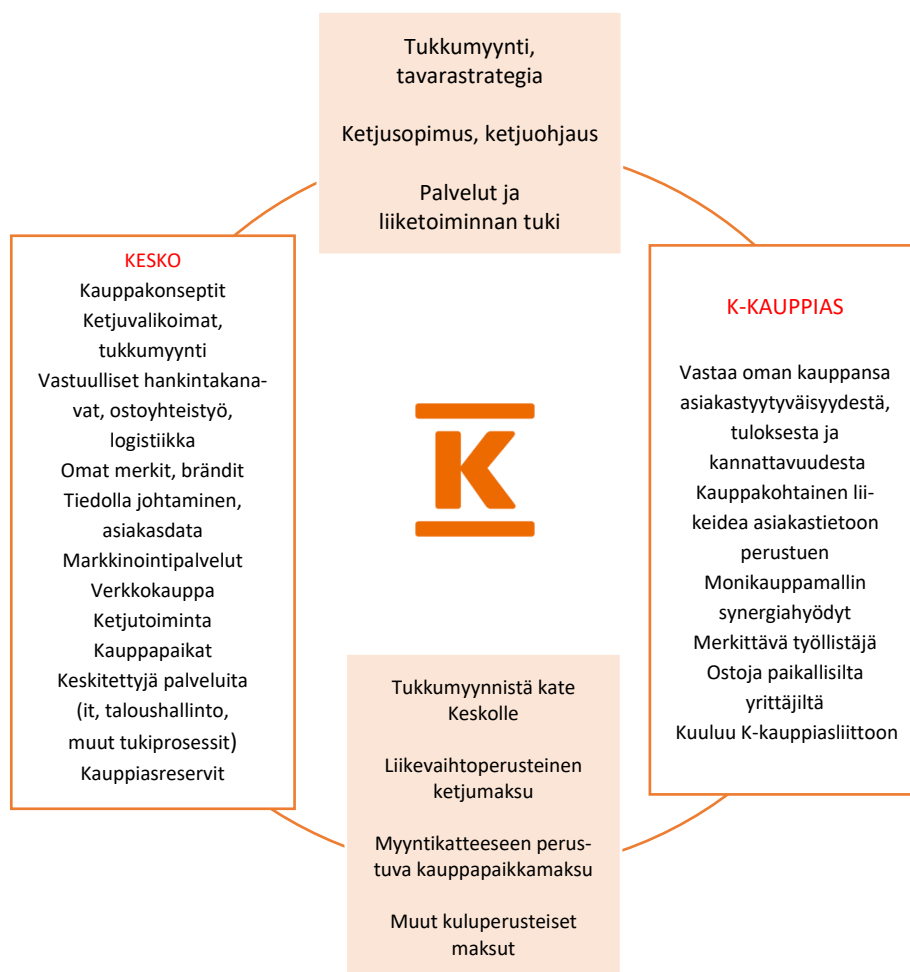 Tukkumyynti,
tavarastrategia
Ketjusopimus, ketjuohjaus
Palvelut ja
liiketoiminnan tuki
KESKO
Kauppakonseptit
Ketjuvalikoimat,
tukkumyynti
Vastuulliset hankintakana-
vat, ostoyhteistyö,
logistiikka
Omat merkit, brändit
Tiedolla johtaminen,
asiakasdata
Markkinointipalvelut
Verkkokauppa
Ketjutoiminta
Kauppapaikat
Keskitettyjä palveluita
(it, taloushallinto,
muut tukiprosessit)
Kauppiasreservit
K
K-KAUPPIAS
Vastaa oman kauppansa
asiakastyytyväisyydestä,
tuloksesta ja
kannattavuudesta
Kauppakohtainen lii-
keidea asiakastietoon
perustuen
Monikauppamallin
synergiahyödyt
Merkittävä työllistäjä
Ostoja paikallisilta
yrittäjiltä
Kuuluu K-kauppiasliittoon
Tukkumyynnistä kate
Keskolle
Liikevaihtoperusteinen
ketjumaksu
Myyntikatteeseen perus-
tuva kauppapaikkamaksu
Muut kuluperusteiset
maksut